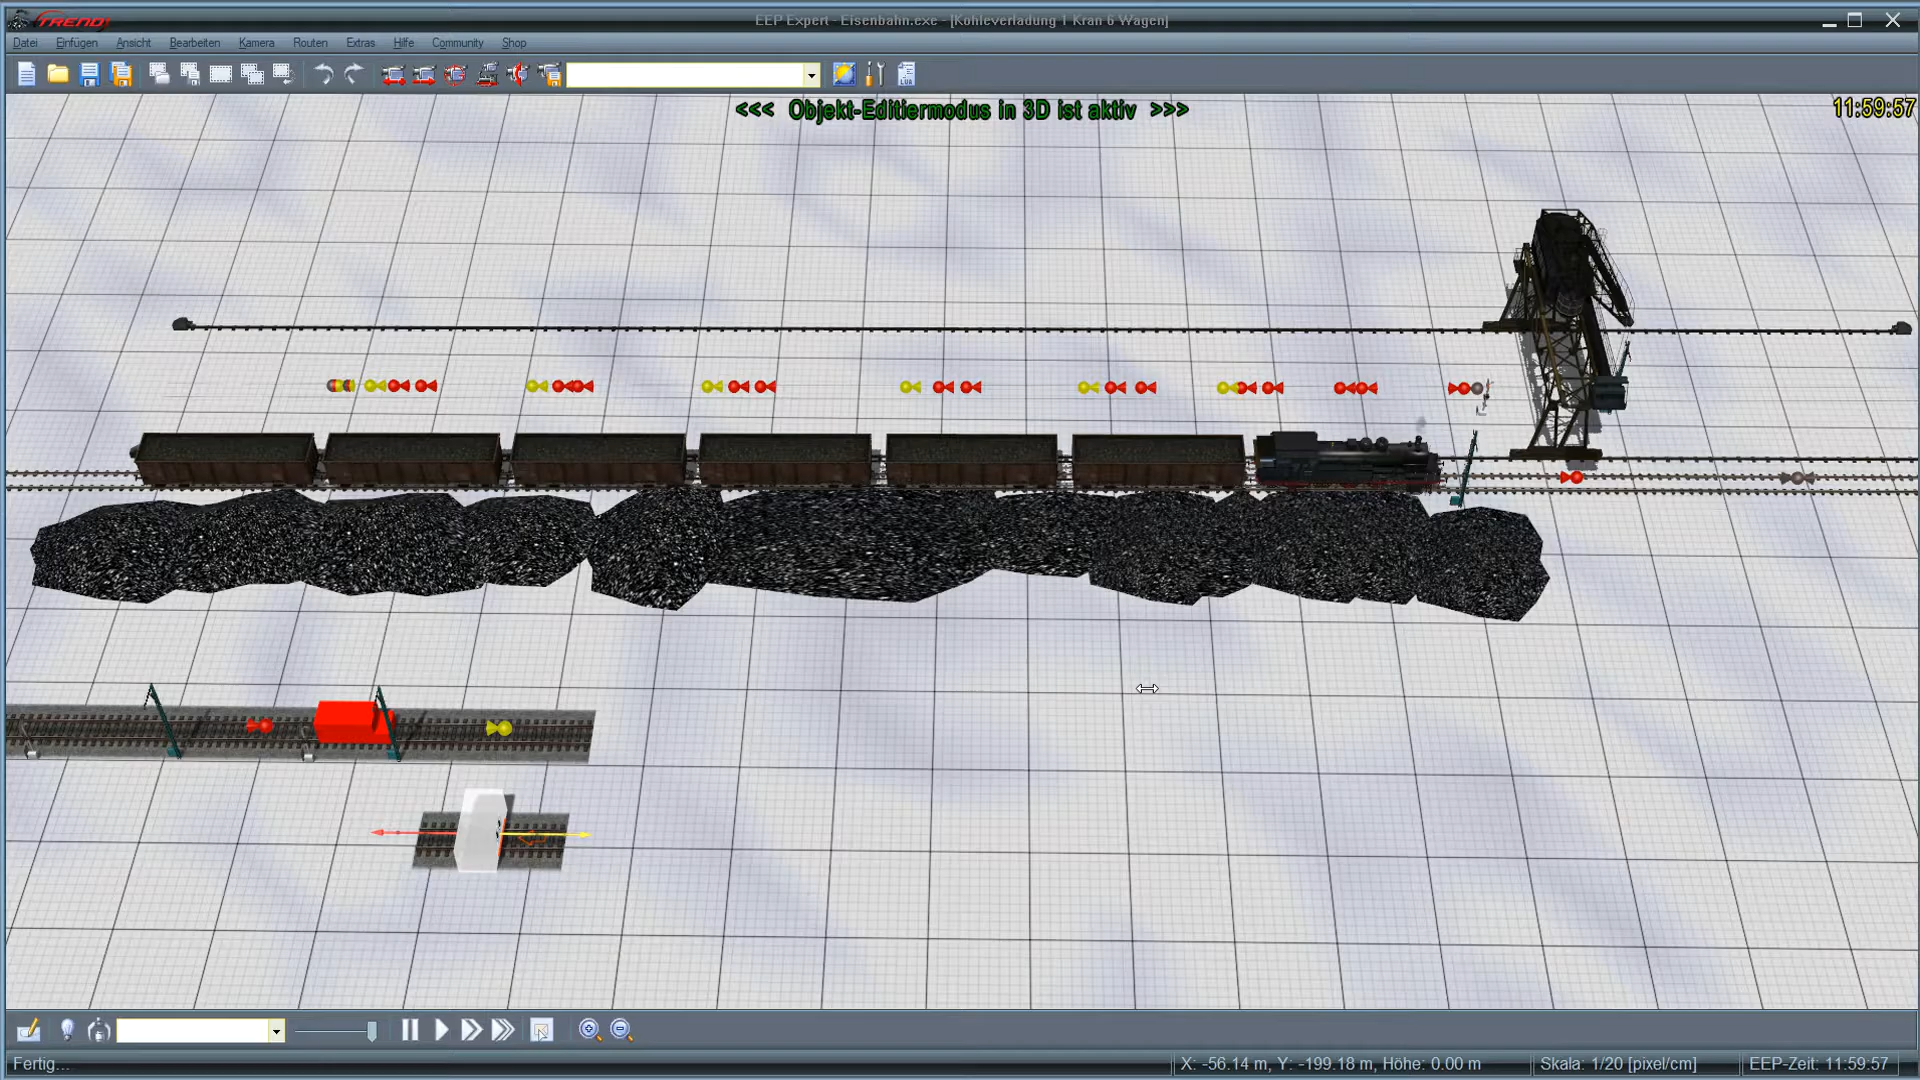 TREND
EEP Expert - Eisenbahn.exe - [Kohleverladung 1 Kran 6 Wagen]
Datei Einfügen Ansicht Bearbeiten Kamera Routen Extras Hilfe Community Shop
LUA
<<< Objekt-Editiermodus in 3D ist aktiv >>>
11:59:57
Fertig...
X: -56.14 m, Y: -199.18 m, Höhe: 0.00 m
Skala: 1/20 [pixel/cm]
EEP-Zeit: 11:59:57